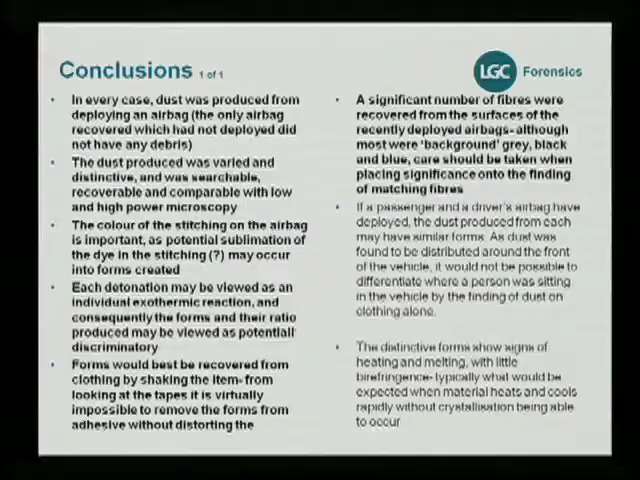 Conclusions 1 of 1
LGC Forensics
• In every case, dust was produced from
deploying an airbag (the only airbag
recovered which had not deployed did
not have any debris)
• The dust produced was varied and
distinctive, and was searchable,
recoverable and comparable with low
and high power microscopy
• The colour of the stitching on the airbag
is important, as potential sublimation of
the dye in the stitching (?) may occur
into forms created
• Each detonation may be viewed as an
individual exothermic reaction, and
consequently the forms and their ratio
produced may be viewed as potentiall
discriminatory
• Forms would best be recovered from
clothing by shaking the item- from
looking at the tapes it is virtually
impossible to remove the forms from
adhesive without distorting the
• A significant number of fibres were
recovered from the surfaces of the
recently deployed airbags- although
most were 'background' grey, black
and blue, care should be taken when
placing significance onto the finding
of matching fibres
• If a passenger and a driver's airbag have
deployed, the dust produced from each
may have similar forms. As dust was
found to be distributed around the front
of the vehicle, it would not be possible to
differentiate where a person was sitting
in the vehicle by the finding of dust on
clothing alone.
• The distinctive forms show signs of
heating and melting, with little
birefringence- typically what would be
expected when material heats and cools
rapidly without crystallisation being able
to occur